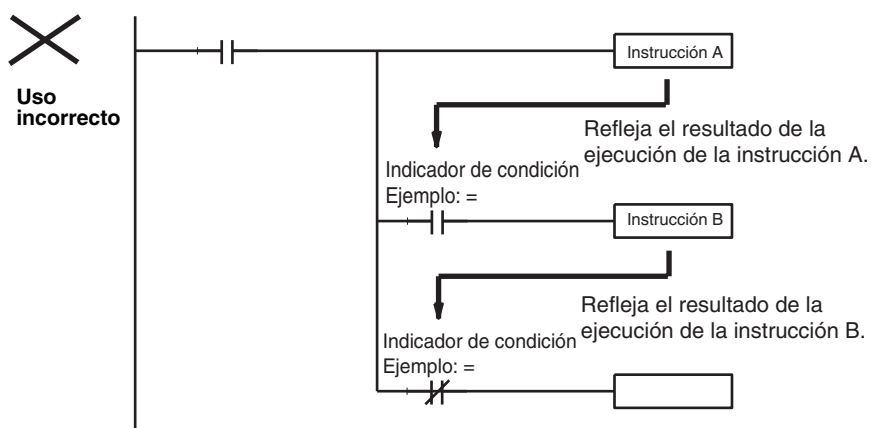 Uso
incorrecto
Instrucción A
Refleja el resultado de la
ejecución de la instrucción A.
Indicador de condición
Ejemplo: =
Instrucción B
Refleja el resultado de la
ejecución de la instrucción B.
Indicador de condición
Ejemplo: =